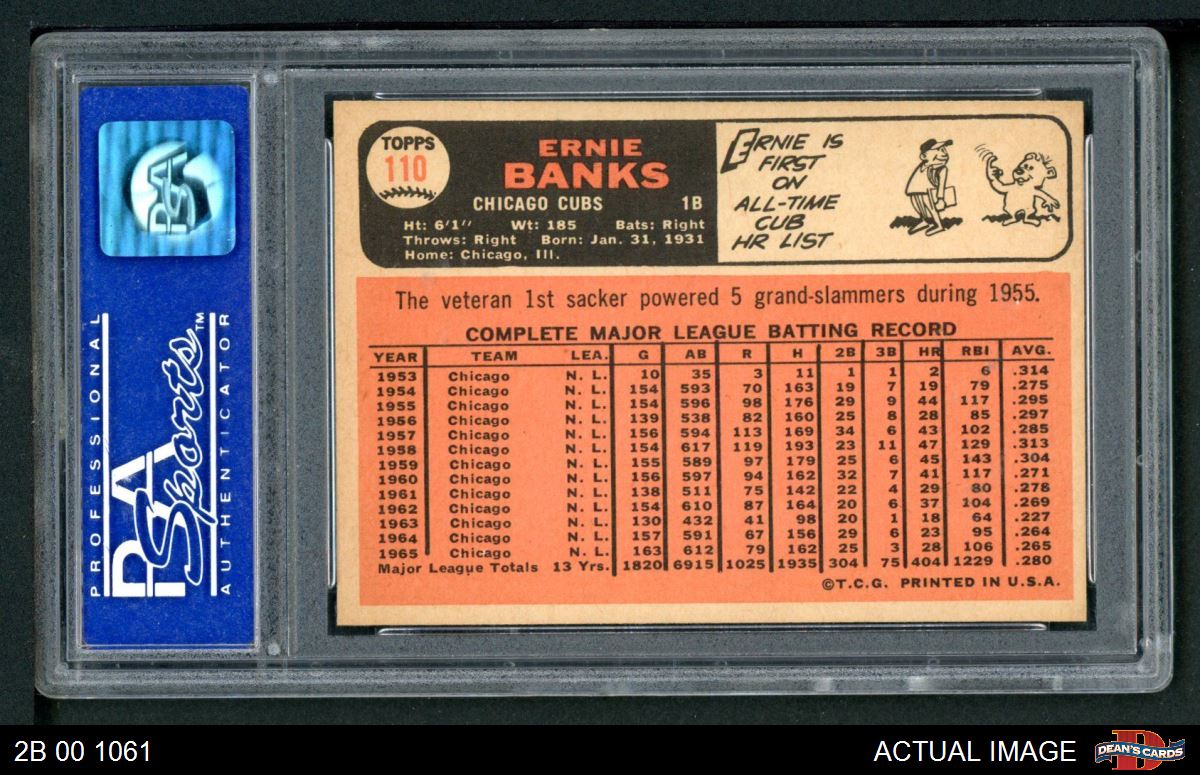 PROFESSIONAL
PSA
Sports™
AUTHENTICATOR
PSA
TOPPS
110
ERNIE
BANKS
CHICAGO CUBS 1B
Ht: 6'1" Wt: 185 Bats: Right
Throws: Right Born: Jan. 31, 1931
Home: Chicago, Ill.
ERNIE IS
FIRST
ON
ALL-TIME
CUB
HR LIST
The veteran 1st sacker powered 5 grand-slammers during 1955.
COMPLETE MAJOR LEAGUE BATTING RECORD
YEAR TEAM LEA. G AB R H 2B 3B HR RBI AVG.
1953 Chicago N. L. 10 35 3 11 1 1 2 6 .314
1954 Chicago N. L. 154 593 70 163 19 7 19 79 .275
1955 Chicago N. L. 154 596 98 176 29 9 44 117 .295
1956 Chicago N. L. 139 538 82 160 25 8 28 85 .297
1957 Chicago N. L. 156 594 113 169 34 6 43 102 .285
1958 Chicago N. L. 154 617 119 193 23 11 47 129 .313
1959 Chicago N. L. 155 589 97 179 25 6 45 143 .304
1960 Chicago N. L. 156 597 94 162 32 7 41 117 .271
1961 Chicago N. L. 138 511 75 142 22 4 29 80 .278
1962 Chicago N. L. 154 610 87 164 20 6 37 104 .269
1963 Chicago N. L. 130 432 41 98 20 1 18 64 .227
1964 Chicago N. L. 157 591 67 156 29 6 23 95 .264
1965 Chicago N. L. 163 612 79 162 25 3 28 106 .265
Major League Totals 13 Yrs. 1820 6915 1025 1935 304 75 404 1229 .280
©T.C.G. PRINTED IN U.S.A.
2B 00 1061
ACTUAL IMAGE
DEAN'S CARDS